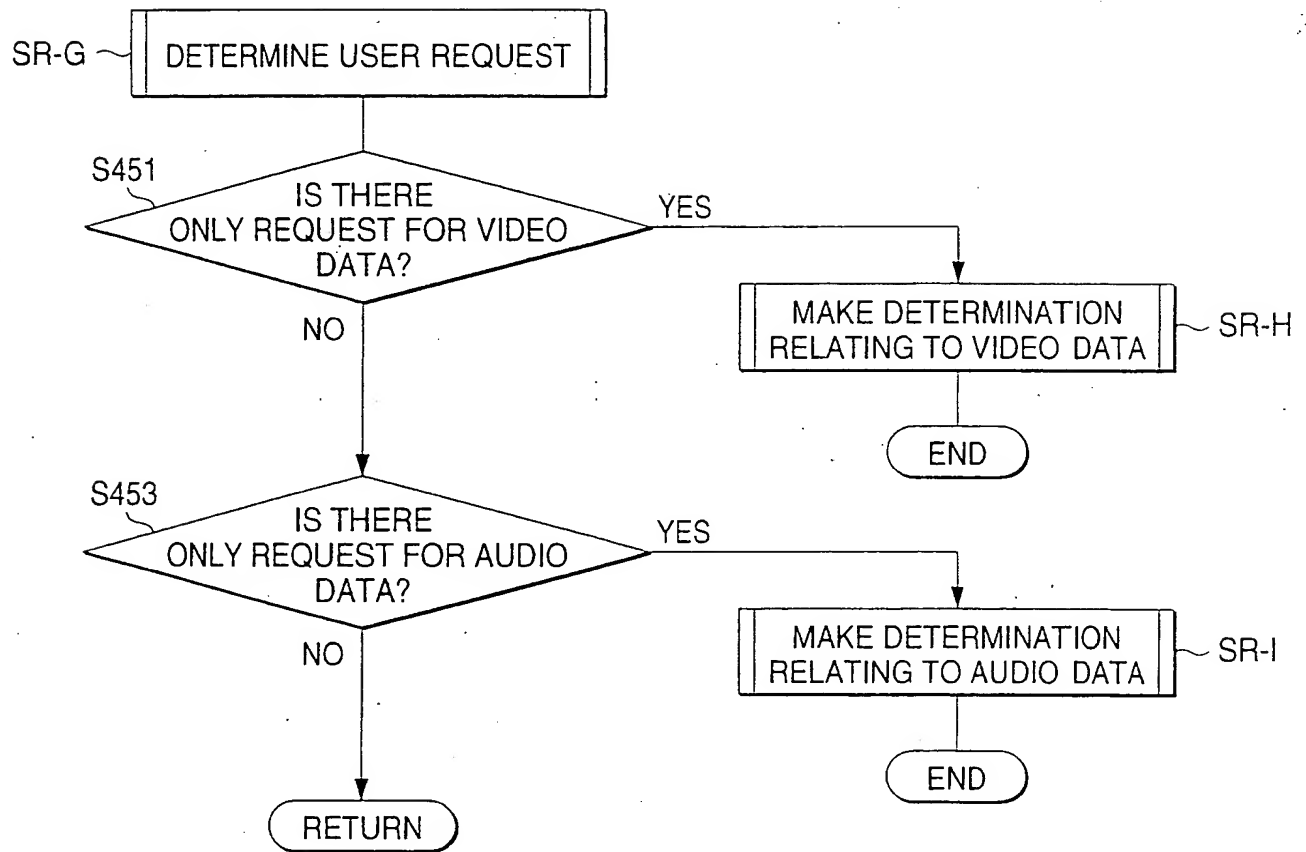 SR-G
DETERMINE USER REQUEST
S451
IS THERE
ONLY REQUEST FOR VIDEO
DATA?
YES
NO
MAKE DETERMINATION
RELATING TO VIDEO DATA
SR-H
END
S453
IS THERE
ONLY REQUEST FOR AUDIO
DATA?
YES
NO
MAKE DETERMINATION
RELATING TO AUDIO DATA
SR-I
END
RETURN